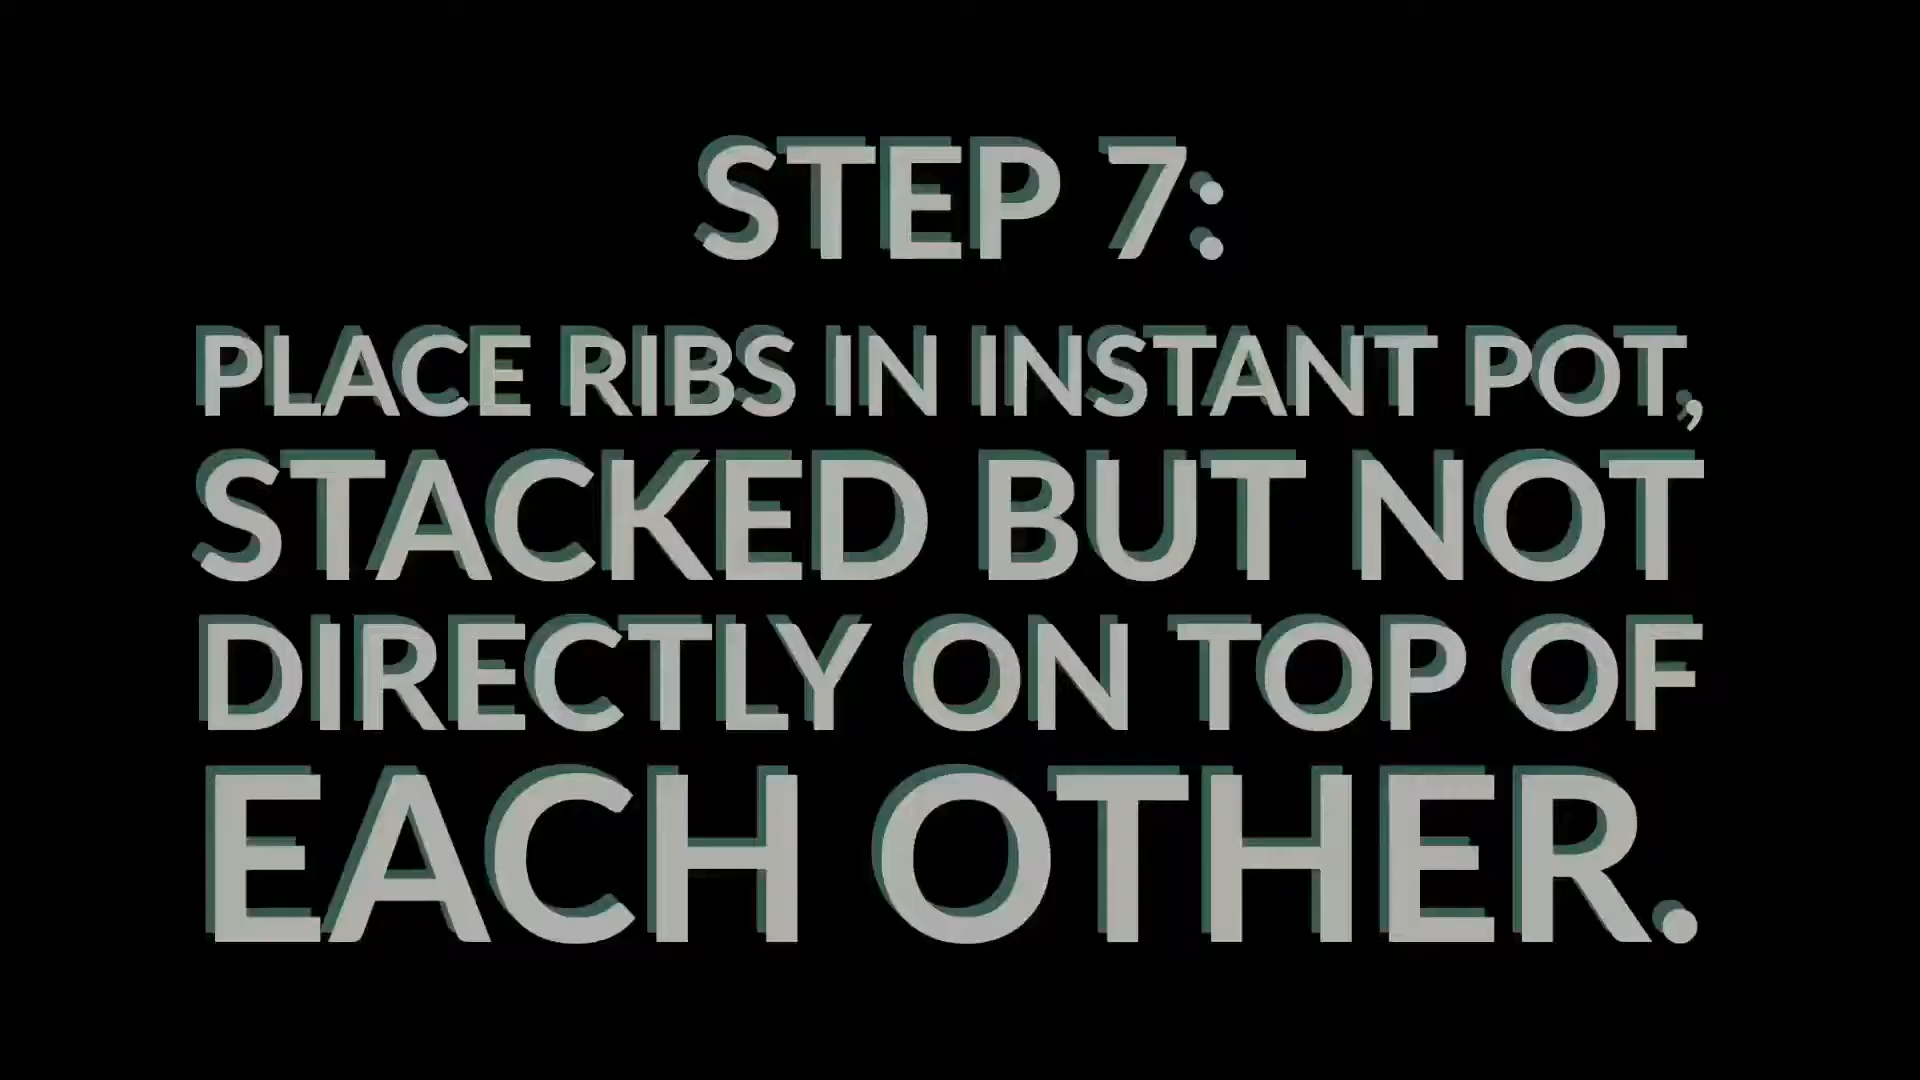 STEP 7:
PLACE RIBS IN INSTANT POT,
STACKED BUT NOT
DIRECTLY ON TOP OF
EACH OTHER.